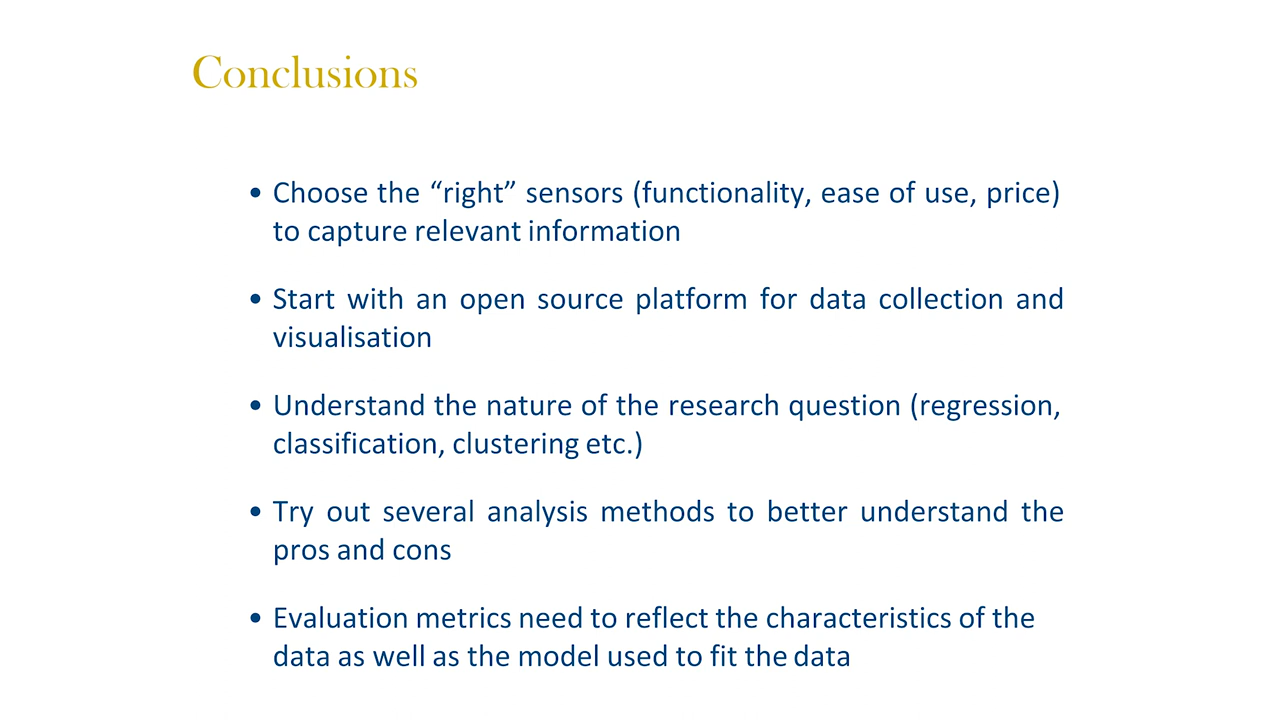 Conclusions
• Choose the “right” sensors (functionality, ease of use, price)
to capture relevant information
• Start with an open source platform for data collection and
visualisation
• Understand the nature of the research question (regression,
classification, clustering etc.)
• Try out several analysis methods to better understand the
pros and cons
• Evaluation metrics need to reflect the characteristics of the
data as well as the model used to fit the data